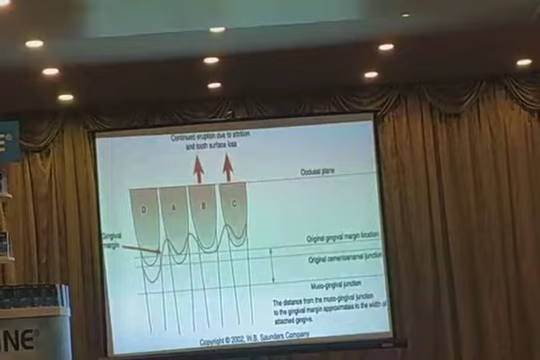 Continued eruption due to attrition
and tooth surface loss
Occlusal plane
D
A
B
C
Gingival
margin
Original gingival margin location
Original cementoenamel junction
Muco-gingival junction
The distance from the muco-gingival junction
to the gingival margin approximates to the width of
attached gingiva.
Copyright © 2002, W.B. Saunders Company
E®
INE®